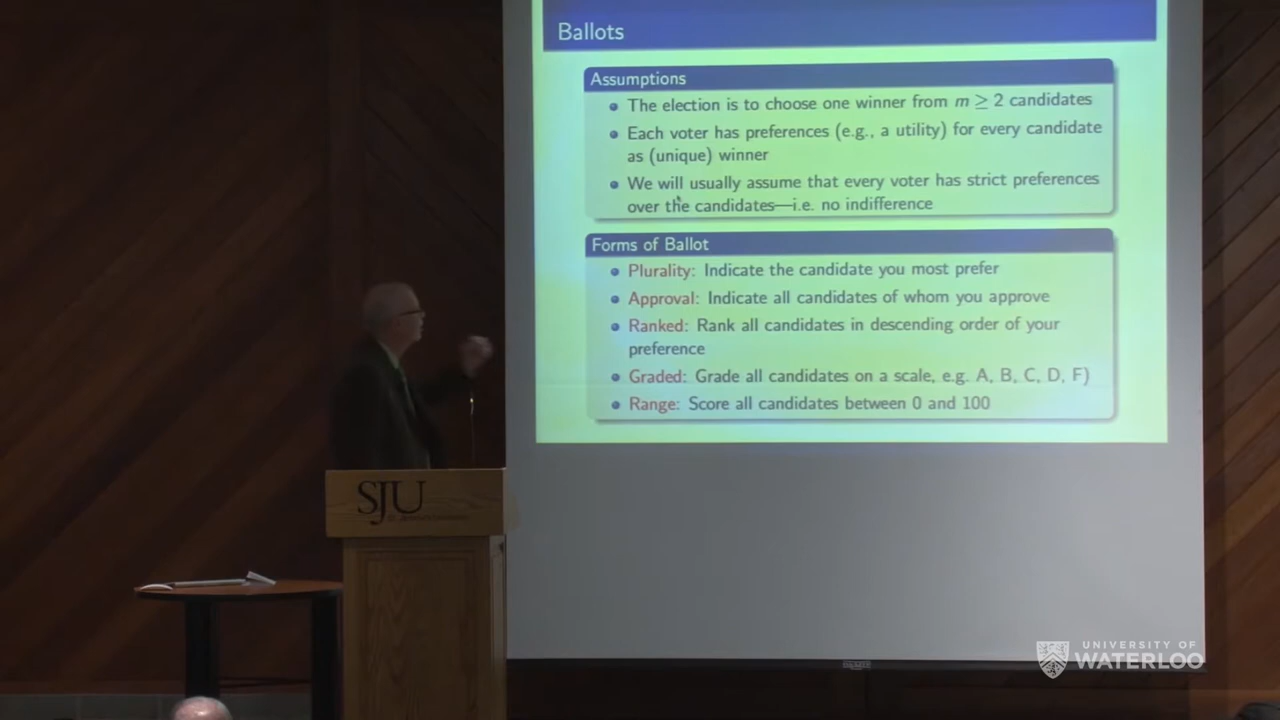 Ballots
Assumptions
The election is to choose one winner from m ≥ 2 candidates
Each voter has preferences (e.g., a utility) for every candidate
as (unique) winner
We will usually assume that every voter has strict preferences
over the candidates—i.e. no indifference
Forms of Ballot
Plurality: Indicate the candidate you most prefer
Approval: Indicate all candidates of whom you approve
Ranked: Rank all candidates in descending order of your
preference
Graded: Grade all candidates on a scale, e.g. A, B, C, D, F)
Range: Score all candidates between 0 and 100
SJU
UNIVERSITY OF
WATERLOO